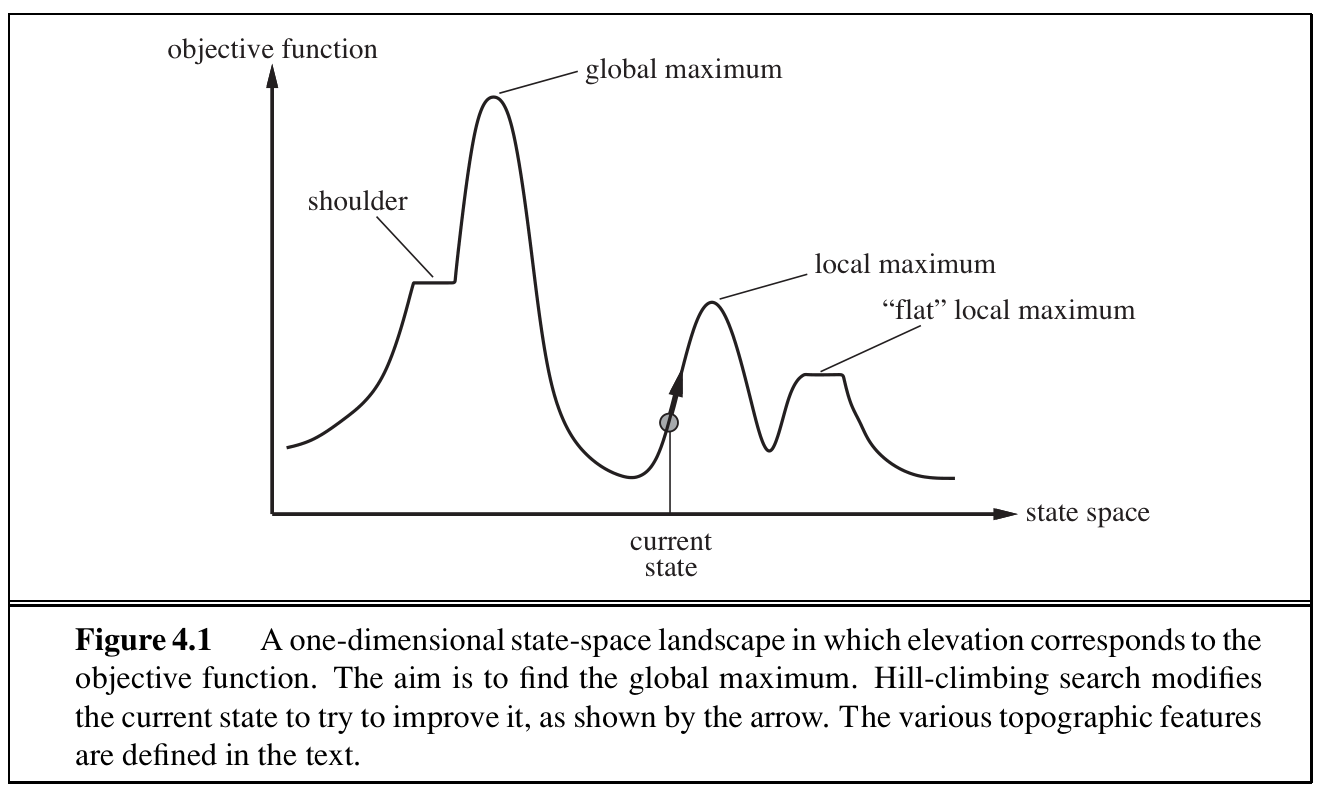 objective function
global maximum
shoulder
local maximum
“flat” local maximum
state space
current
state
Figure 4.1 A one-dimensional state-space landscape in which elevation corresponds to the
objective function. The aim is to find the global maximum. Hill-climbing search modifies
the current state to try to improve it, as shown by the arrow. The various topographic features
are defined in the text.